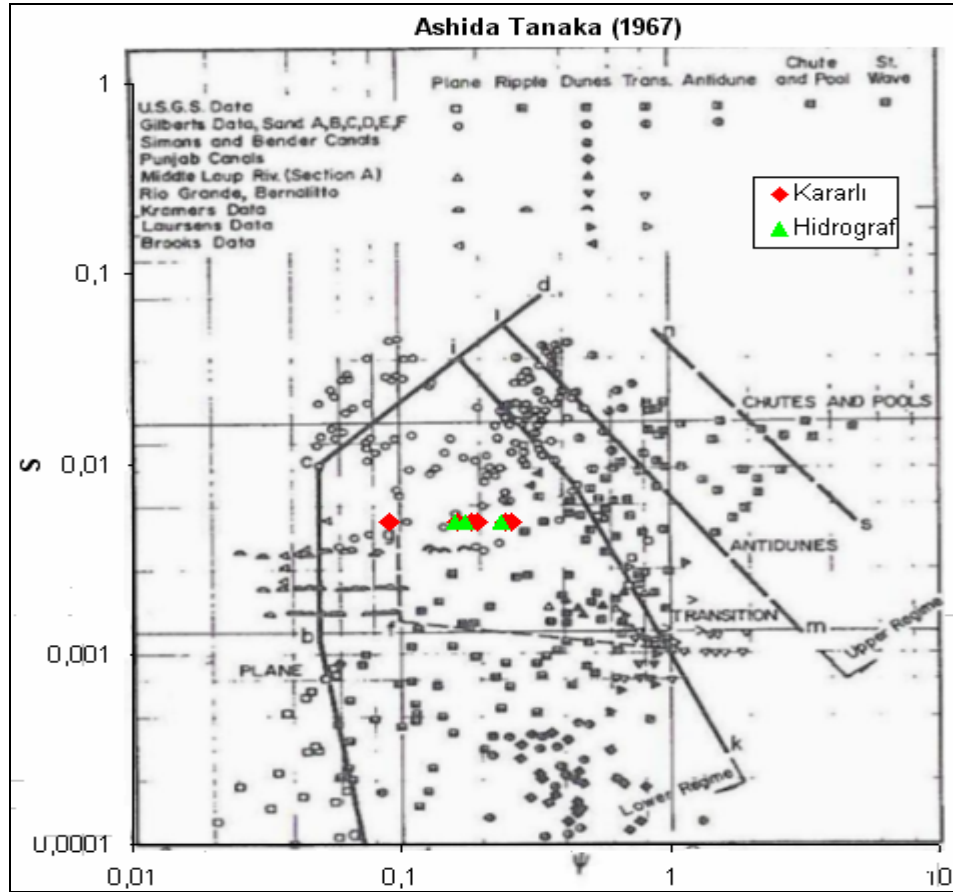 Ashida Tanaka (1967)
Plane Ripple Dunes Trans. Antidune Chute and Pool St. Wave
U.S.G.S. Data
Gilberts Data, Sand A,B,C,D,E,F
Simons and Bender Canals
Punjab Canals
Middle Loup Riv. (Section A)
Rio Grande, Bernalitto
Kramers Data
Laursens Data
Brooks Data
Kararlı
Hidrograf
1
0,1
0,01
0,001
0,0001
S
d
l
i
n
c
CHUTES AND POOLS
s
ANTIDUNES
b
f
TRANSITION
m
Upper Regime
PLANE
k
Lower Regime
0,01
0,1
Ψ
1
10